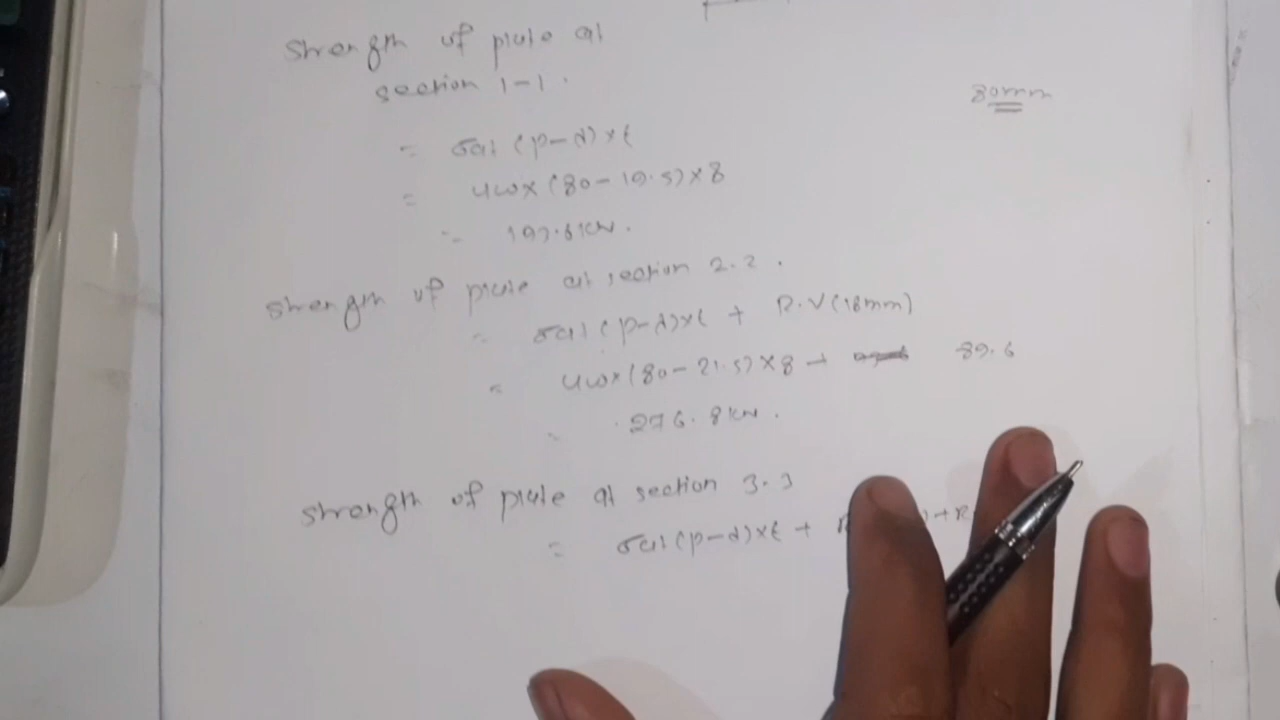 Strength of plate at
section 1-1.
80mm
= σat (p-d)×t
= 400×(80-19.5)×8
= 193.6kN.
Strength of plate at section 2.2.
= σat(p-d)×t + R.V(18mm)
= 400×(80-21.5)×8 + 89.6
= 276.8kN.
Strength of plate at section 3.3
= σat(p-d)×t +